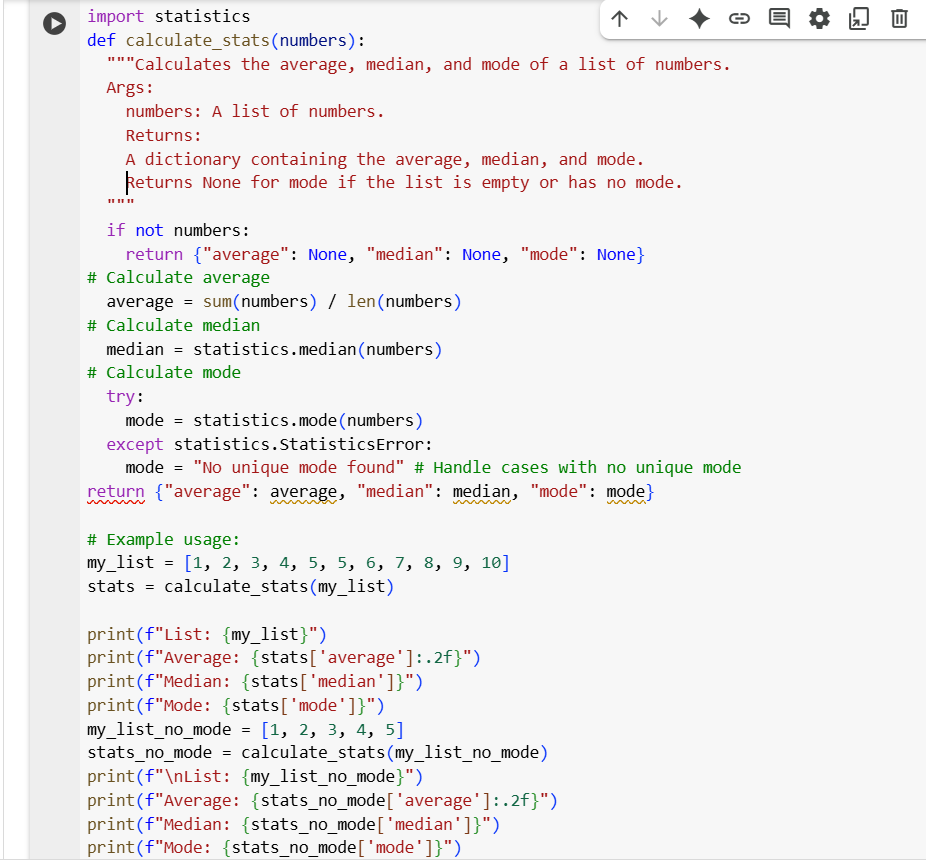 import statistics
def calculate_stats(numbers):
  """Calculates the average, median, and mode of a list of numbers.
  Args:
    numbers: A list of numbers.
    Returns:
    A dictionary containing the average, median, and mode.
    Returns None for mode if the list is empty or has no mode.
  """
  if not numbers:
    return {"average": None, "median": None, "mode": None}
# Calculate average
  average = sum(numbers) / len(numbers)
# Calculate median
  median = statistics.median(numbers)
# Calculate mode
  try:
    mode = statistics.mode(numbers)
  except statistics.StatisticsError:
    mode = "No unique mode found" # Handle cases with no unique mode
return {"average": average, "median": median, "mode": mode}

# Example usage:
my_list = [1, 2, 3, 4, 5, 5, 6, 7, 8, 9, 10]
stats = calculate_stats(my_list)

print(f"List: {my_list}")
print(f"Average: {stats['average']:.2f}")
print(f"Median: {stats['median']}")
print(f"Mode: {stats['mode']}")
my_list_no_mode = [1, 2, 3, 4, 5]
stats_no_mode = calculate_stats(my_list_no_mode)
print(f"\nList: {my_list_no_mode}")
print(f"Average: {stats_no_mode['average']:.2f}")
print(f"Median: {stats_no_mode['median']}")
print(f"Mode: {stats_no_mode['mode']}")